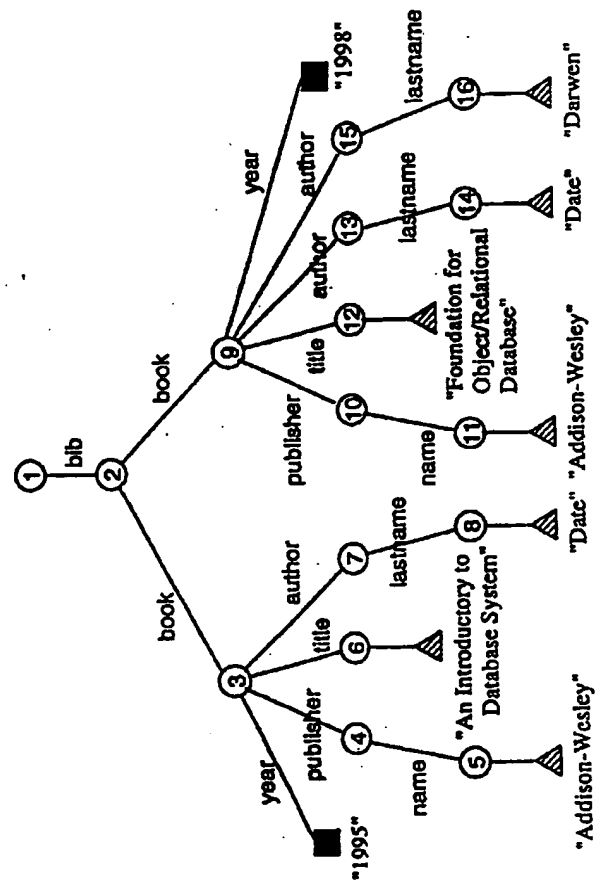 1
bib
2
book
book
3
9
year
publisher
title
author
publisher
title
author
author
year
"1995"
4
6
7
10
12
13
15
"1998"
name
lastname
name
lastname
lastname
5
"An Introductory to
Database System"
8
11
"Foundation for
Object/Relational
Database"
14
16
"Addison-Wesley"
"Date"
"Addison-Wesley"
"Date"
"Darwen"